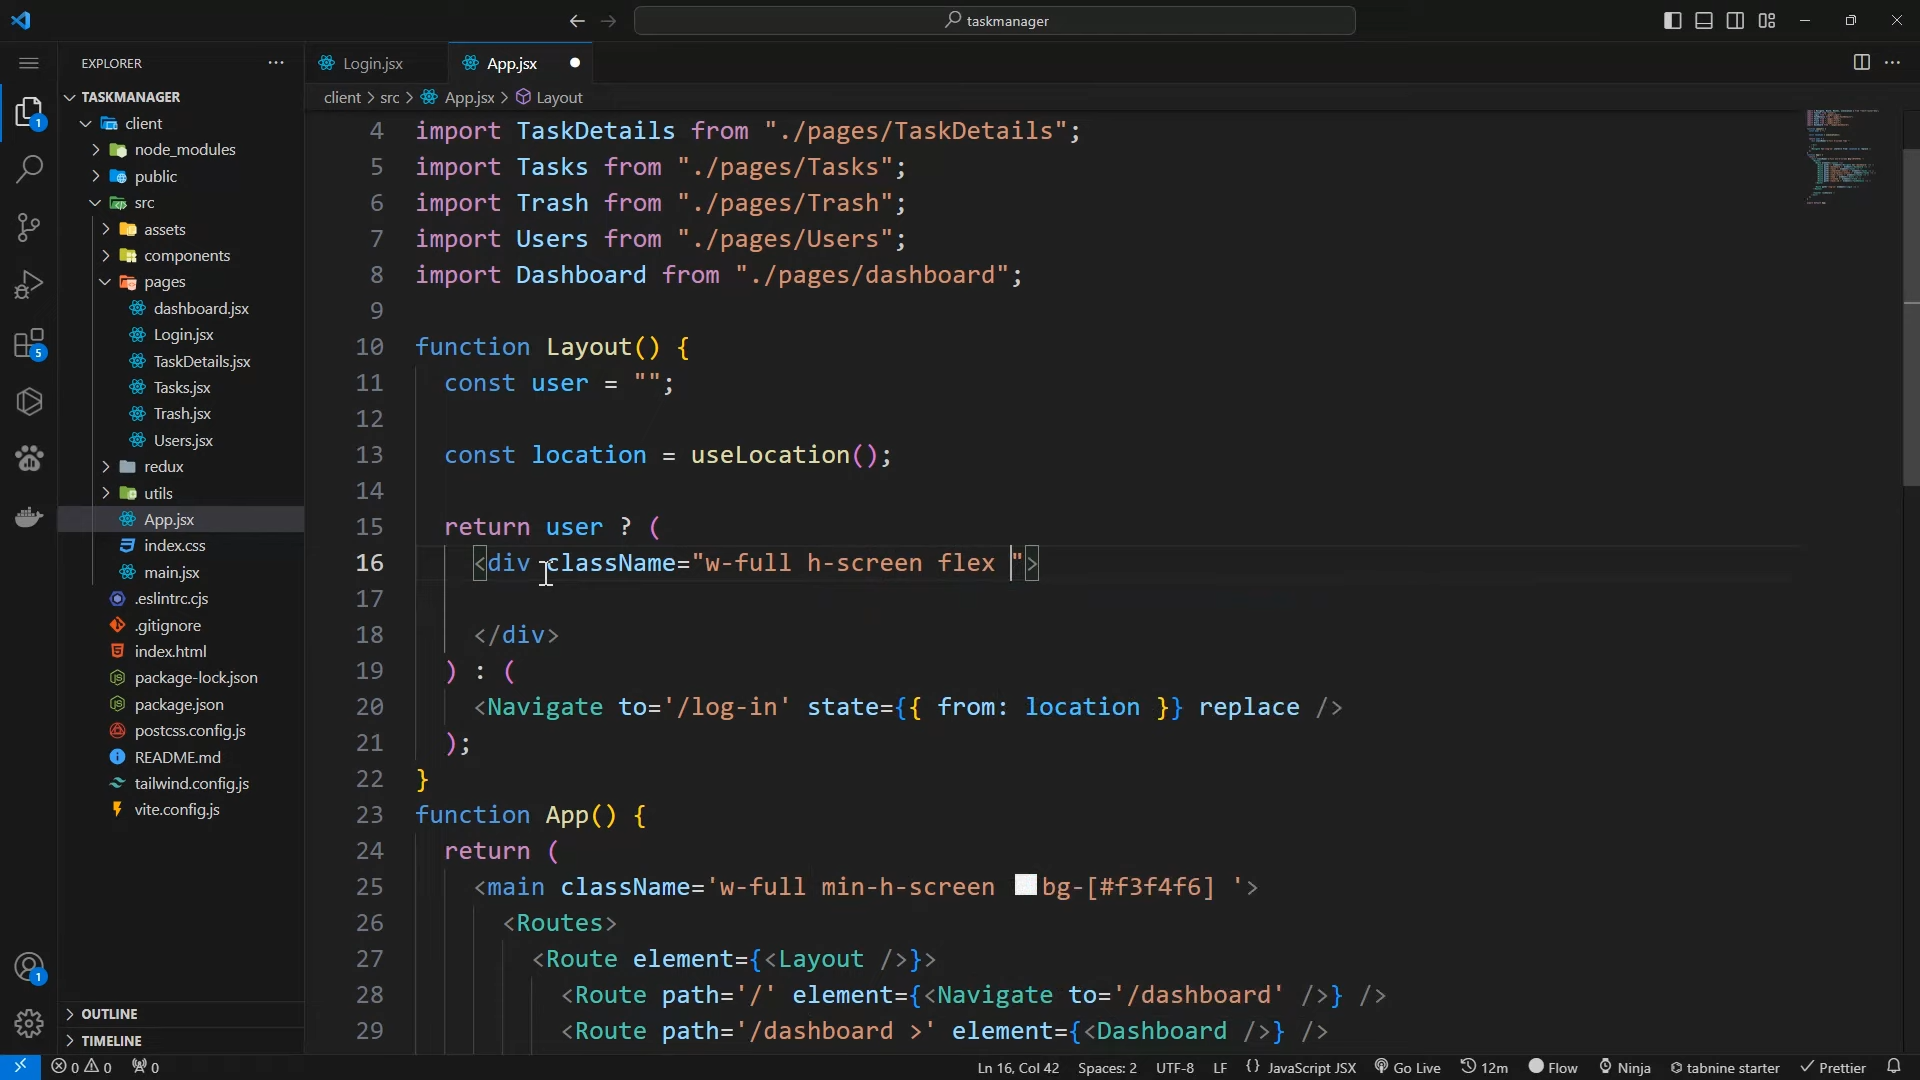 taskmanager
EXPLORER
Login.jsx
App.jsx
client > src > App.jsx > Layout
TASKMANAGER
client
node_modules
public
src
assets
components
pages
dashboard.jsx
Login.jsx
TaskDetails.jsx
Tasks.jsx
Trash.jsx
Users.jsx
redux
utils
App.jsx
index.css
main.jsx
.eslintrc.cjs
.gitignore
index.html
package-lock.json
package.json
postcss.config.js
README.md
tailwind.config.js
vite.config.js
OUTLINE
TIMELINE
1
5
1
4 import TaskDetails from "./pages/TaskDetails";
5 import Tasks from "./pages/Tasks";
6 import Trash from "./pages/Trash";
7 import Users from "./pages/Users";
8 import Dashboard from "./pages/dashboard";
9
10 function Layout() {
11 const user = "";
12
13 const location = useLocation();
14
15 return user ? (
16 <div className="w-full h-screen flex ">
17
18 </div>
19 ) : (
20 <Navigate to='/log-in' state={{ from: location }} replace />
21 );
22 }
23 function App() {
24 return (
25 <main className='w-full min-h-screen bg-[#f3f4f6] '>
26 <Routes>
27 <Route element={<Layout />}>
28 <Route path='/' element={<Navigate to='/dashboard' />} />
29 <Route path='/dashboard >' element={<Dashboard />} />
0 0 0
Ln 16, Col 42 Spaces: 2 UTF-8 LF {} JavaScript JSX Go Live 12m Flow Ninja tabnine starter Prettier